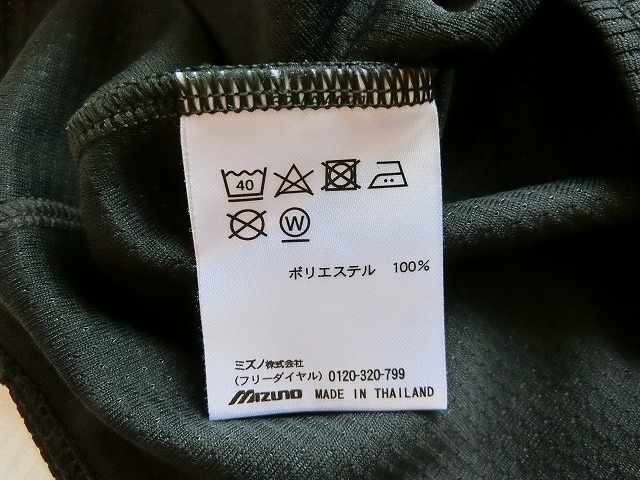 40
W
ポリエステル 100%
ミズノ株式会社
(フリーダイヤル) 0120-320-799
MIZUNO MADE IN THAILAND